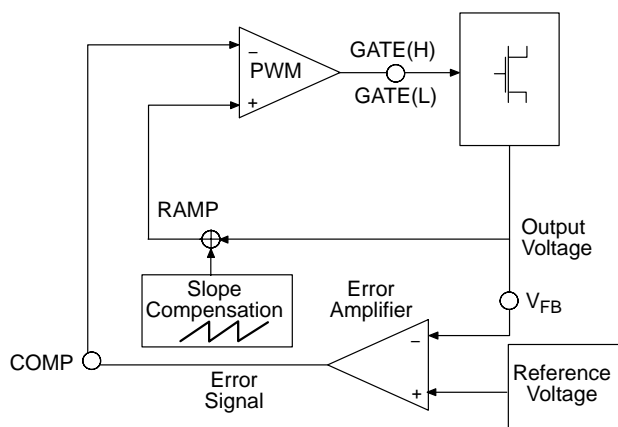 GATE(H)
−
PWM
+
GATE(L)
RAMP
Output
Voltage
Slope
Compensation
Error
Amplifier
VFB
−
COMP
Error
Signal
+
Reference
Voltage